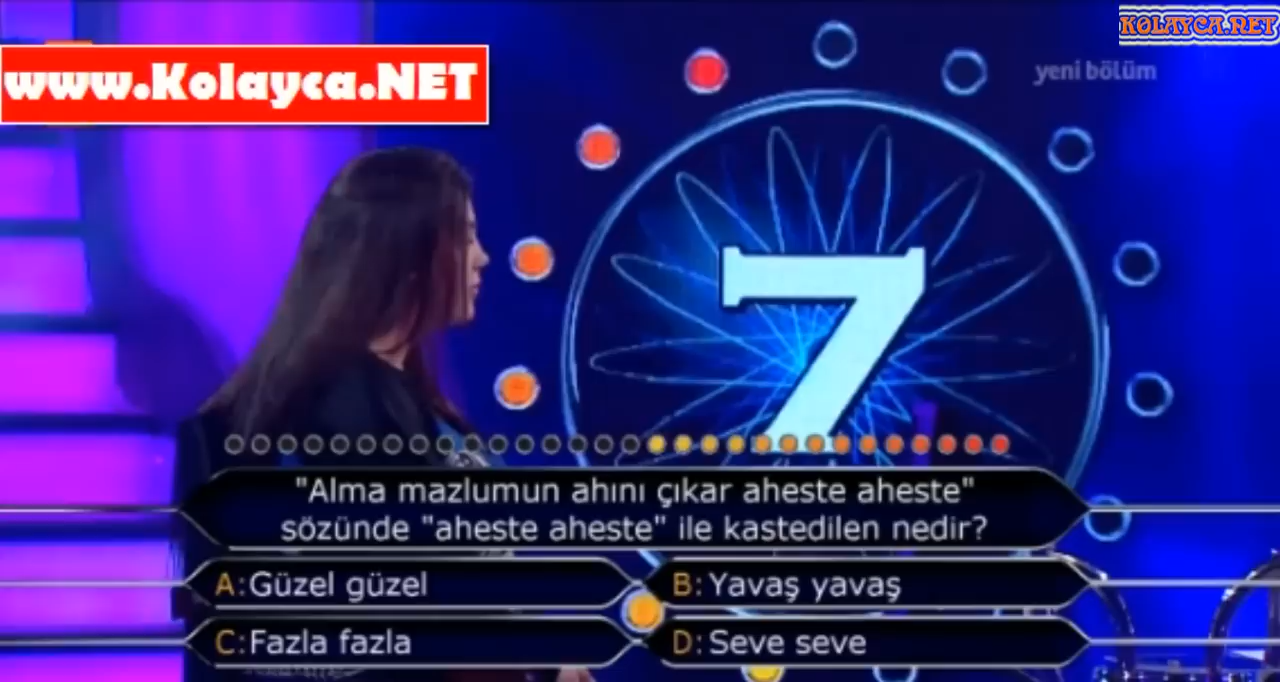 KOLAYCA.NET
www.Kolayca.NET
yeni bölüm
7
"Alma mazlumun ahını çıkar aheste aheste"
sözünde "aheste aheste" ile kastedilen nedir?
A: Güzel güzel
B: Yavaş yavaş
C: Fazla fazla
D: Seve seve